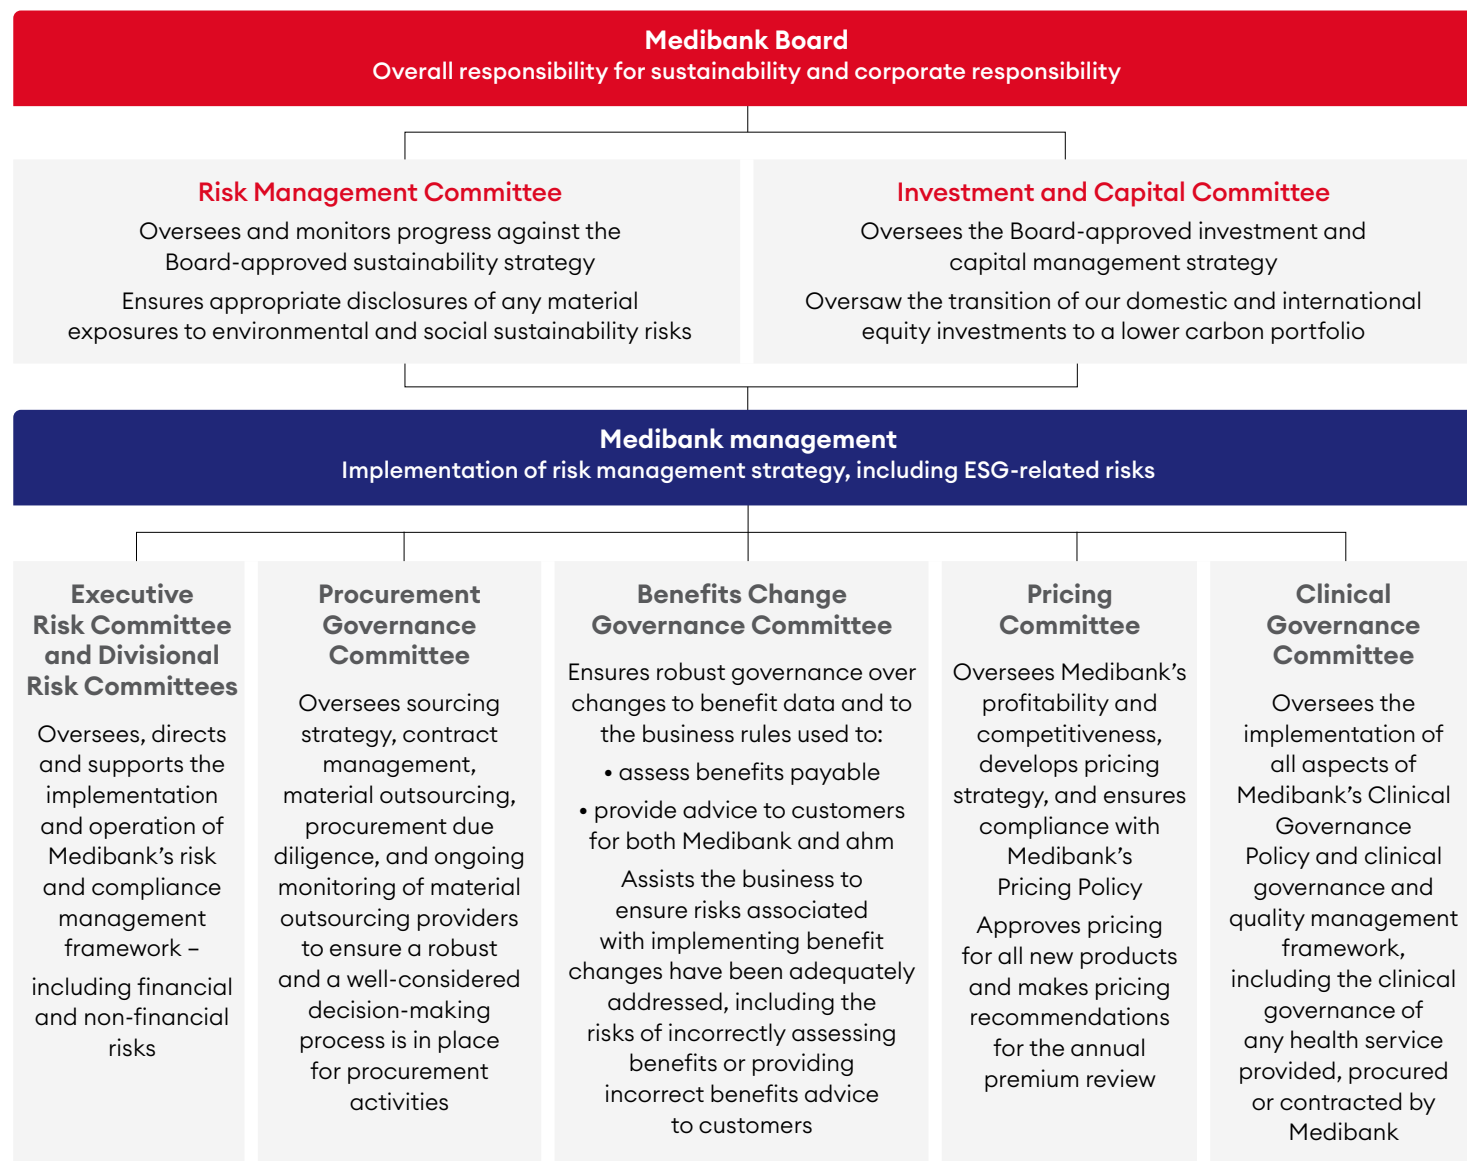 Medibank Board
Overall responsibility for sustainability and corporate responsibility
Risk Management Committee
Oversees and monitors progress against the
Board-approved sustainability strategy
Ensures appropriate disclosures of any material
exposures to environmental and social sustainability risks
Investment and Capital Committee
Oversees the Board-approved investment and
capital management strategy
Oversaw the transition of our domestic and international
equity investments to a lower carbon portfolio
Medibank management
Implementation of risk management strategy, including ESG-related risks
Executive
Risk Committee
and Divisional
Risk Committees
Oversees, directs
and supports the
implementation
and operation of
Medibank's risk
and compliance
management
framework –
including financial
and non-financial
risks
Procurement
Governance
Committee
Oversees sourcing
strategy, contract
management,
material outsourcing,
procurement due
diligence, and ongoing
monitoring of material
outsourcing providers
to ensure a robust
and a well-considered
decision-making
process is in place
for procurement
activities
Benefits Change
Governance Committee
Ensures robust governance over
changes to benefit data and to
the business rules used to:
• assess benefits payable
• provide advice to customers
for both Medibank and ahm
Assists the business to
ensure risks associated
with implementing benefit
changes have been adequately
addressed, including the
risks of incorrectly assessing
benefits or providing
incorrect benefits advice
to customers
Pricing
Committee
Oversees Medibank's
profitability and
competitiveness,
develops pricing
strategy, and ensures
compliance with
Medibank's
Pricing Policy
Approves pricing
for all new products
and makes pricing
recommendations
for the annual
premium review
Clinical
Governance
Committee
Oversees the
implementation of
all aspects of
Medibank's Clinical
Governance
Policy and clinical
governance and
quality management
framework,
including the clinical
governance of
any health service
provided, procured
or contracted by
Medibank